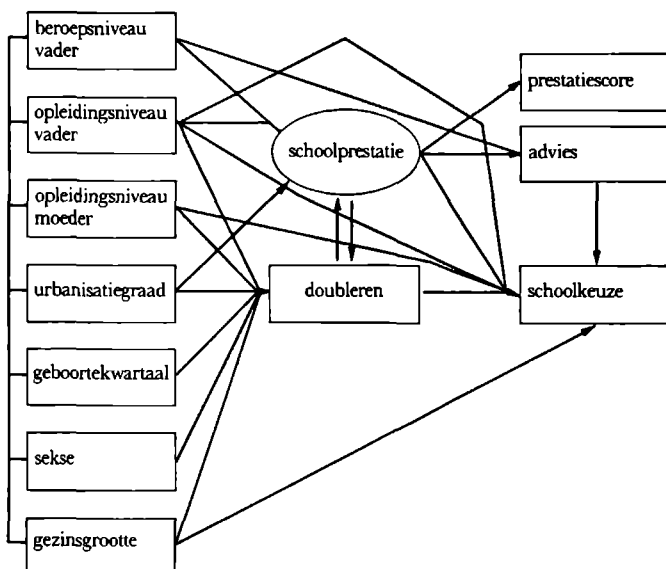 beroepsniveau
vader
opleidingsniveau
vader
opleidingsniveau
moeder
urbanisatiegraad
geboortekwartaal
sekse
gezinsgrootte
schoolprestatie
doubleren
prestatiescore
advies
schoolkeuze